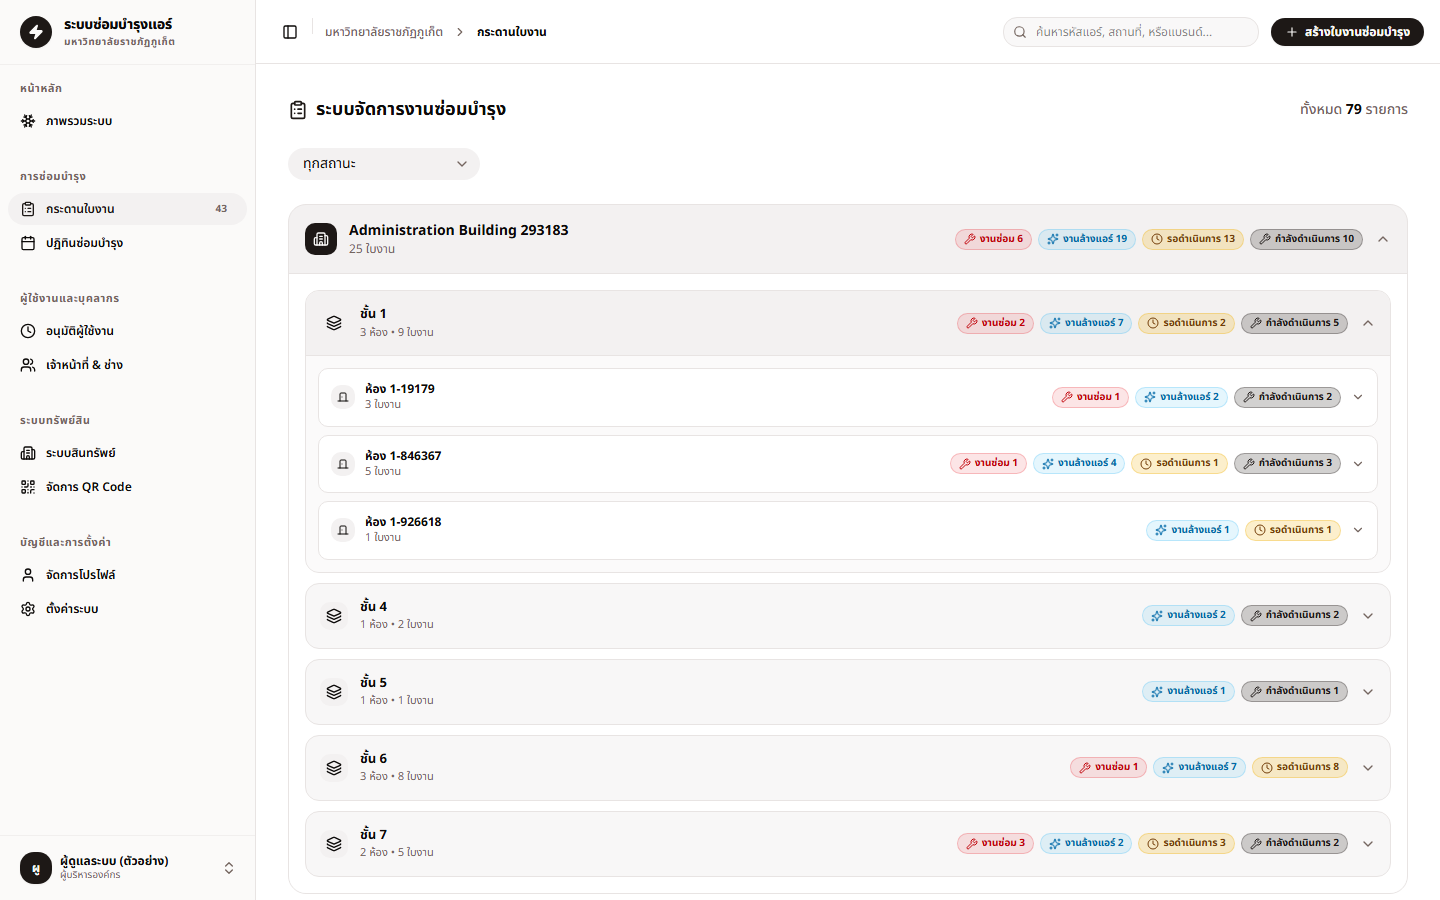 ระบบซ่อมบำรุงแอร์
มหาวิทยาลัยราชภัฏภูเก็ต
หน้าหลัก
ภาพรวมระบบ
การซ่อมบำรุง
กระดานใบงาน 43
ปฏิทินซ่อมบำรุง
ผู้ใช้งานและบุคลากร
อนุมัติผู้ใช้งาน
เจ้าหน้าที่ & ช่าง
ระบบทรัพย์สิน
ระบบสินทรัพย์
จัดการ QR Code
บัญชีและการตั้งค่า
จัดการโปรไฟล์
ตั้งค่าระบบ
ผู้
ผู้ดูแลระบบ (ตัวอย่าง)
ผู้บริหารองค์กร
มหาวิทยาลัยราชภัฏภูเก็ต > กระดานใบงาน
ค้นหารหัสแอร์, สถานที่, หรือแบรนด์...
+ สร้างใบงานซ่อมบำรุง
ระบบจัดการงานซ่อมบำรุง
ทั้งหมด 79 รายการ
ทุกสถานะ
Administration Building 293183
25 ใบงาน
งานซ่อม 6 งานล้างแอร์ 19 รอดำเนินการ 13 กำลังดำเนินการ 10
ชั้น 1
3 ห้อง • 9 ใบงาน
งานซ่อม 2 งานล้างแอร์ 7 รอดำเนินการ 2 กำลังดำเนินการ 5
ห้อง 1-19179
3 ใบงาน
งานซ่อม 1 งานล้างแอร์ 2 กำลังดำเนินการ 2
ห้อง 1-846367
5 ใบงาน
งานซ่อม 1 งานล้างแอร์ 4 รอดำเนินการ 1 กำลังดำเนินการ 3
ห้อง 1-926618
1 ใบงาน
งานล้างแอร์ 1 รอดำเนินการ 1
ชั้น 4
1 ห้อง • 2 ใบงาน
งานล้างแอร์ 2 กำลังดำเนินการ 2
ชั้น 5
1 ห้อง • 1 ใบงาน
งานล้างแอร์ 1 กำลังดำเนินการ 1
ชั้น 6
3 ห้อง • 8 ใบงาน
งานซ่อม 1 งานล้างแอร์ 7 รอดำเนินการ 8
ชั้น 7
2 ห้อง • 5 ใบงาน
งานซ่อม 3 งานล้างแอร์ 2 รอดำเนินการ 3 กำลังดำเนินการ 2